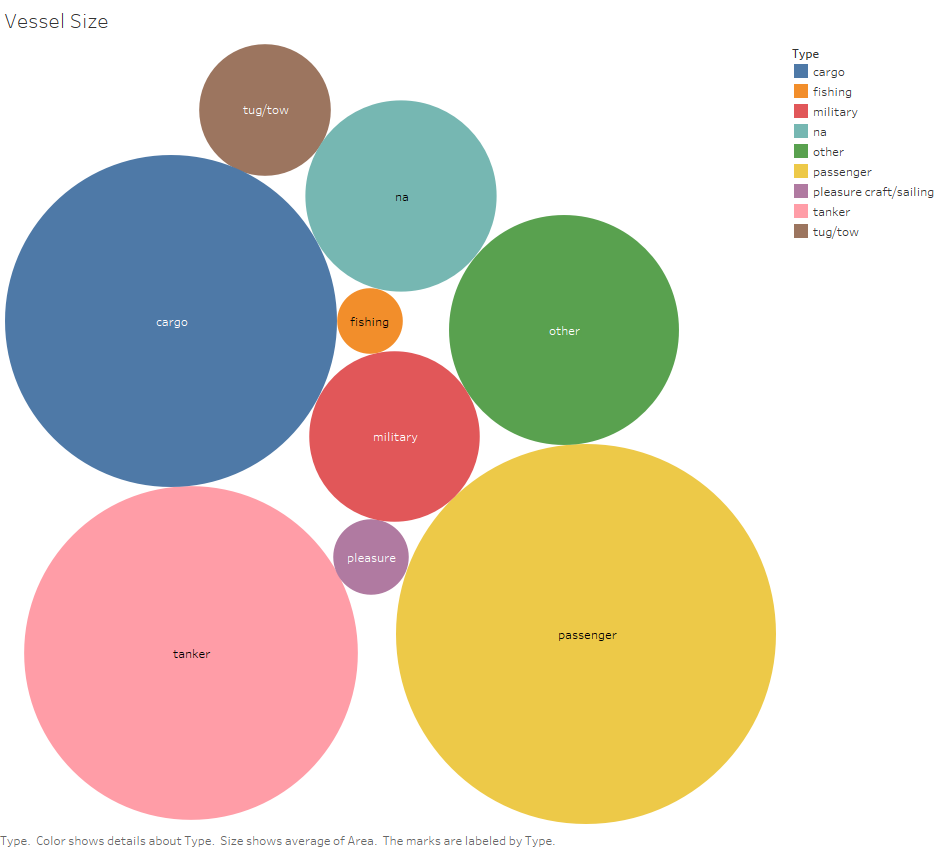 Vessel Size
Type
cargo
fishing
military
na
other
passenger
pleasure craft/sailing
tanker
tug/tow
tug/tow
na
cargo
fishing
other
military
pleasure
passenger
tanker
Type. Color shows details about Type. Size shows average of Area. The marks are labeled by Type.